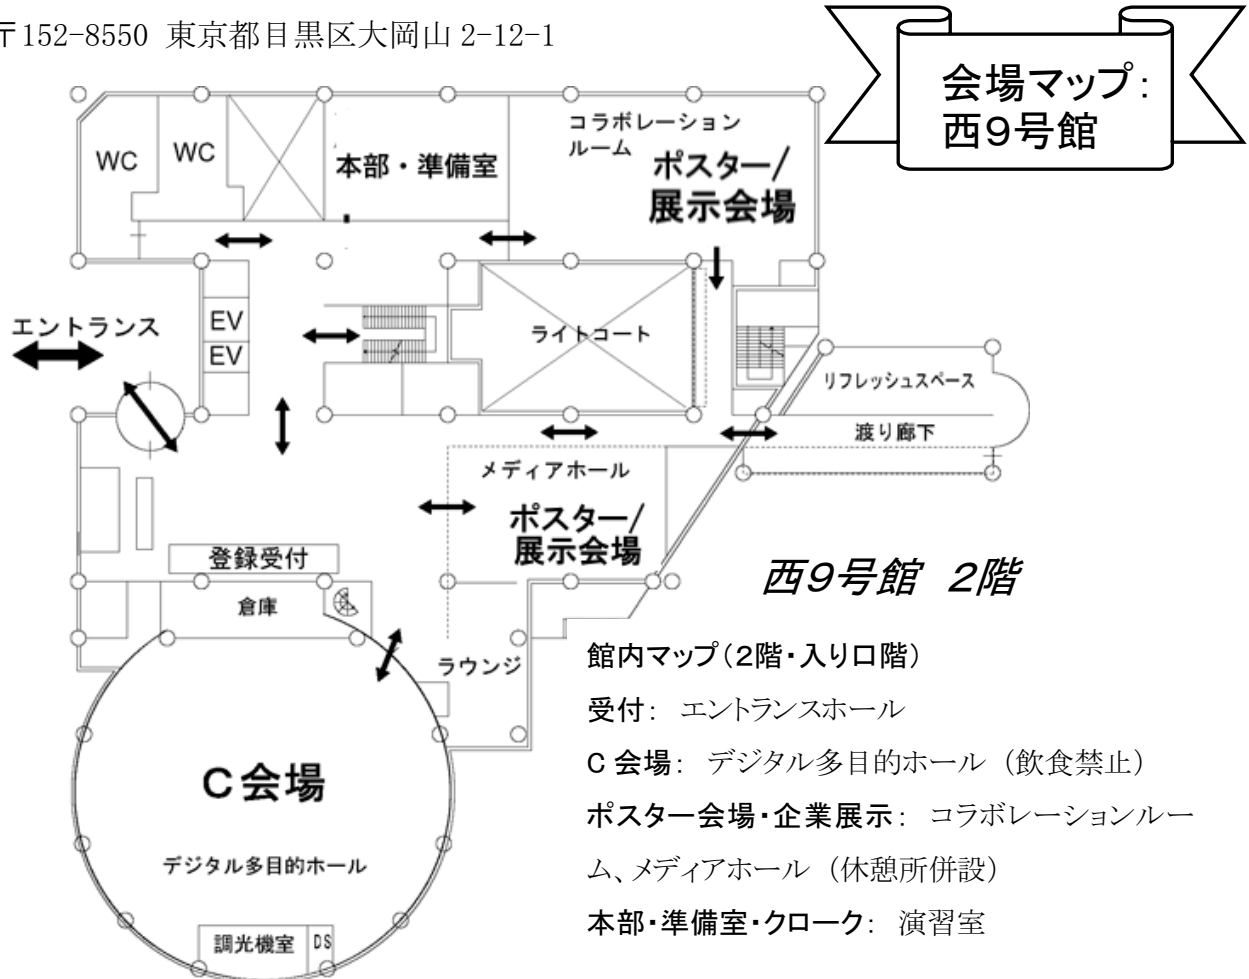 〒152-8550 東京都目黒区大岡山 2-12-1
会場マップ：
西９号館
WC
WC
本部・準備室
コラボレーション
ルーム
ポスター/
展示会場
エントランス
EV
EV
ライトコート
リフレッシュスペース
渡り廊下
メディアホール
ポスター/
展示会場
登録受付
倉庫
ラウンジ
西９号館 ２階
館内マップ（２階・入り口階）
受付： エントランスホール
C 会場： デジタル多目的ホール （飲食禁止）
ポスター会場・企業展示： コラボレーションルー
ム、メディアホール （休憩所併設）
本部・準備室・クローク： 演習室
C会場
デジタル多目的ホール
調光機室
DS